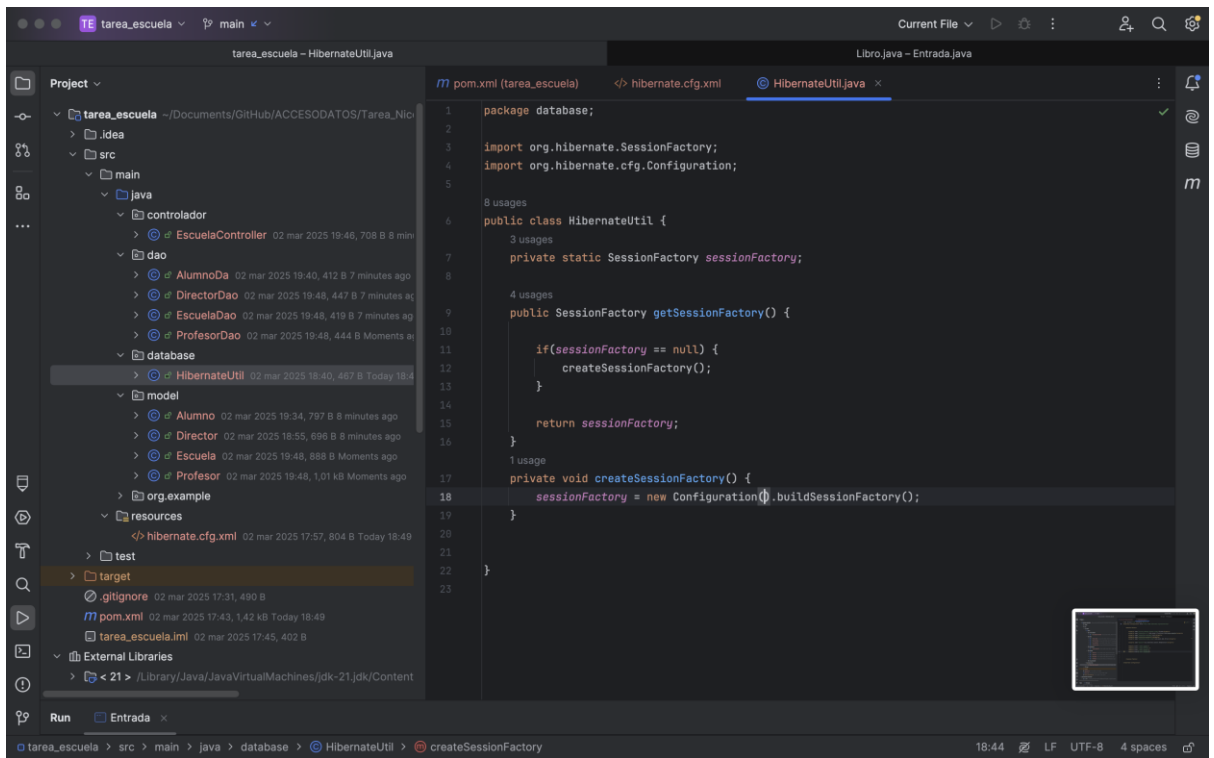 TE tarea_escuela main Current File
tarea_escuela – HibernateUtil.java Libro.java – Entrada.java
Project
m pom.xml (tarea_escuela) </> hibernate.cfg.xml © HibernateUtil.java ×
tarea_escuela ~/Documents/GitHub/ACCESODATOS/Tarea_Nic
.idea
src
main
java
controlador
EscuelaController 02 mar 2025 19:46, 708 B 8 min
dao
AlumnoDa 02 mar 2025 19:40, 412 B 7 minutes ago
DirectorDao 02 mar 2025 19:48, 447 B 7 minutes ag
EscuelaDao 02 mar 2025 19:48, 419 B 7 minutes ag
ProfesorDao 02 mar 2025 19:48, 444 B Moments a
database
HibernateUtil 02 mar 2025 18:40, 467 B Today 18:4
model
Alumno 02 mar 2025 19:34, 797 B 8 minutes ago
Director 02 mar 2025 18:55, 696 B 8 minutes ago
Escuela 02 mar 2025 19:48, 888 B Moments ago
Profesor 02 mar 2025 19:48, 1,01 kB Moments ago
org.example
resources
</> hibernate.cfg.xml 02 mar 2025 17:57, 804 B Today 18:49
test
target
.gitignore 02 mar 2025 17:31, 490 B
m pom.xml 02 mar 2025 17:43, 1,42 kB Today 18:49
tarea_escuela.iml 02 mar 2025 17:45, 402 B
External Libraries
< 21 > /Library/Java/JavaVirtualMachines/jdk-21.jdk/Content
1 package database;
2
3 import org.hibernate.SessionFactory;
4 import org.hibernate.cfg.Configuration;
5
8 usages
6 public class HibernateUtil {
3 usages
7 private static SessionFactory sessionFactory;
8
4 usages
9 public SessionFactory getSessionFactory() {
10
11 if(sessionFactory == null) {
12 createSessionFactory();
13 }
14
15 return sessionFactory;
16 }
1 usage
17 private void createSessionFactory() {
18 sessionFactory = new Configuration().buildSessionFactory();
19 }
20
21
22 }
23
m
Run Entrada ×
tarea_escuela > src > main > java > database > © HibernateUtil > m createSessionFactory 18:44 LF UTF-8 4 spaces